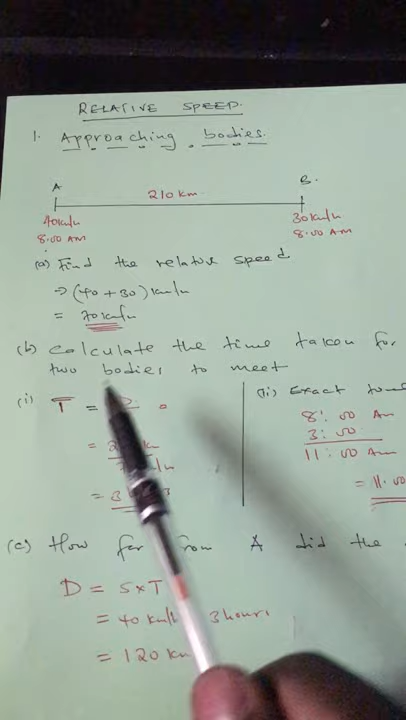 RELATIVE SPEED.
1. Approaching bodies.
A B.
210 km
40km/h 30km/h
8.00 AM 8.00 AM
(a) Find the relative speed
=> (40 + 30) km/h
= 70km/h
(b) Calculate the time taken for
two bodies to meet
(i) T =
(ii) Exact
8:00 Am
3:00
11:00 Am
= 11.00
(c) How far from A did the
D = S x T
= 40 km/h 3 hours
= 120 km